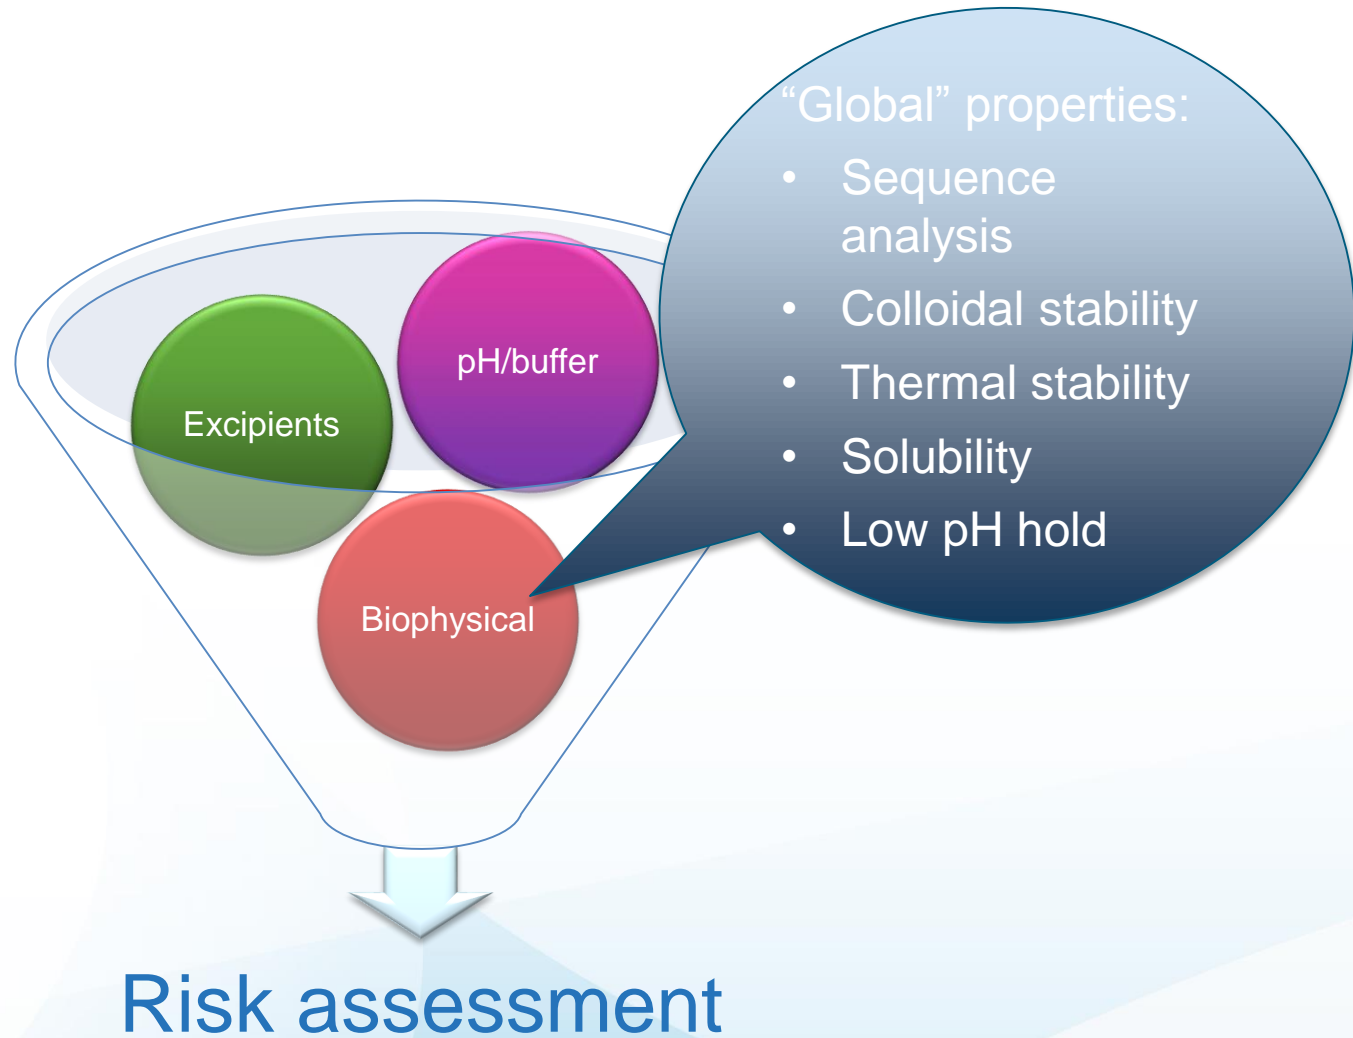 “Global” properties:
• Sequence
analysis
• Colloidal stability
• Thermal stability
• Solubility
• Low pH hold
pH/buffer
Excipients
Biophysical
Risk assessment